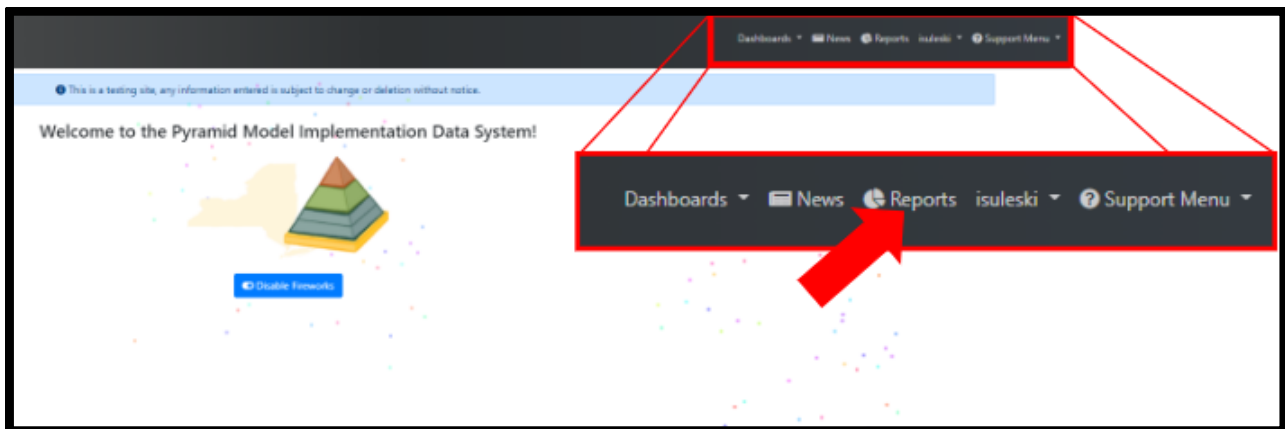 Dashboards News Reports isuleski Support Menu
This is a testing site, any information entered is subject to change or deletion without notice.
Welcome to the Pyramid Model Implementation Data System!
Dashboards News Reports isuleski Support Menu
Disable Fireworks